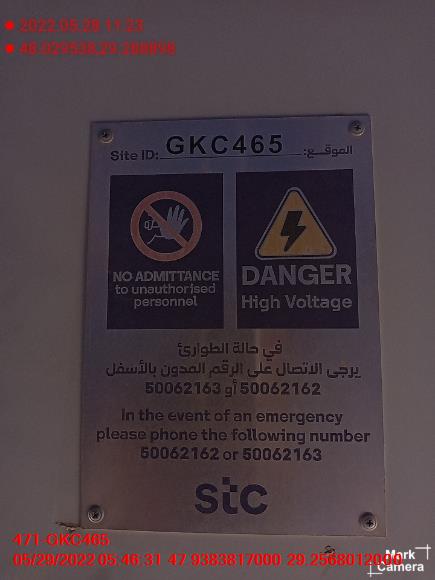 2022.05.29 11:23
48.029538,29.288898
Site ID: GKC465 الموقـع:
NO ADMITTANCE
to unauthorised
personnel
DANGER
High Voltage
في حالة الطوارئ
يرجى الاتصال على الرقم المدون بالأسفل
50062162 أو 50062163
In the event of an emergency
please phone the following number
50062162 or 50062163
stc
471-GKC465
05/29/2022 05 46 31 47 9383817000 29.2568012000
Mark
Camera